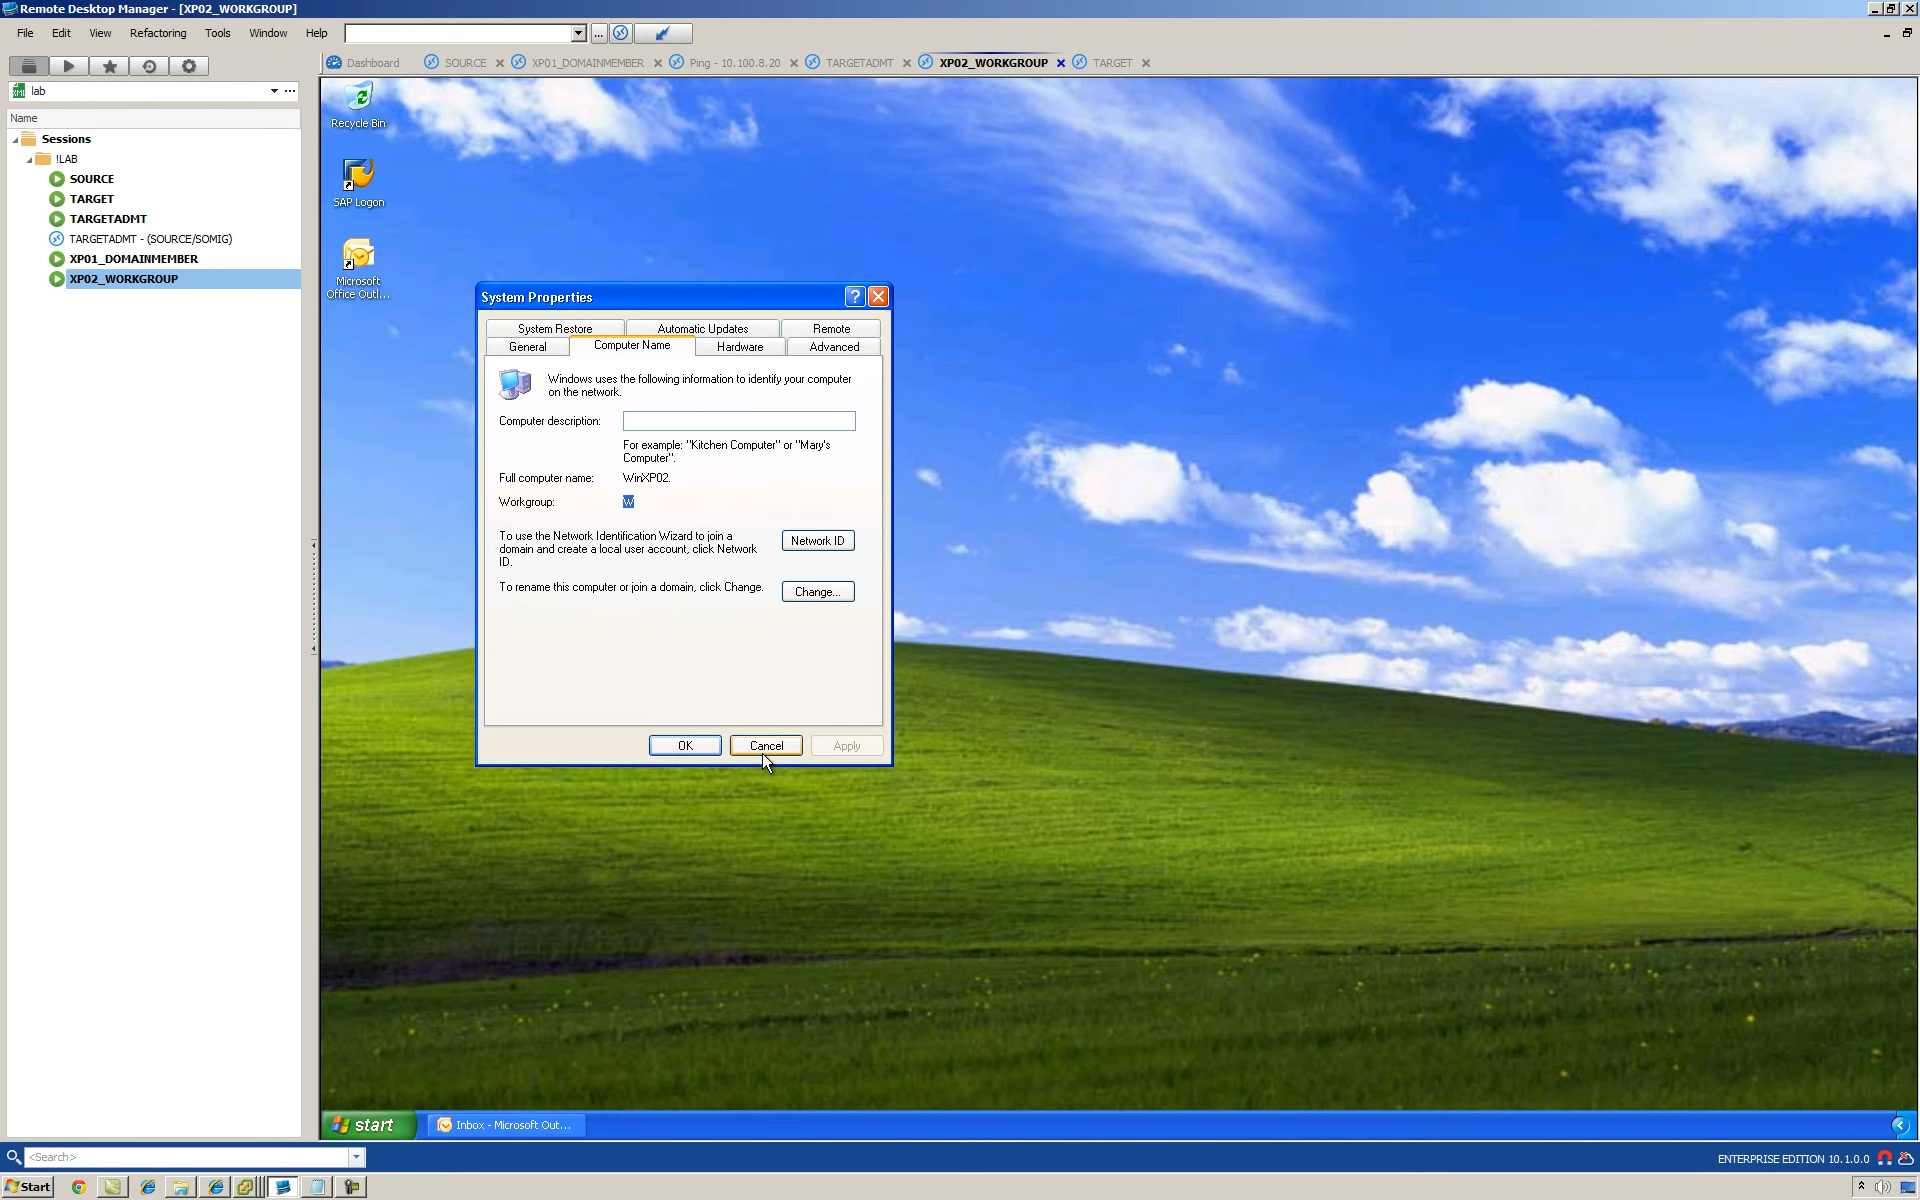 Remote Desktop Manager - [XP02_WORKGROUP]
File Edit View Refactoring Tools Window Help
...
Dashboard SOURCE XP01_DOMAINMEMBER Ping - 10.100.8.20 TARGETADMT XP02_WORKGROUP TARGET
lab
Name
Sessions
!LAB
SOURCE
TARGET
TARGETADMT
TARGETADMT - (SOURCE/SOMIG)
XP01_DOMAINMEMBER
XP02_WORKGROUP
Recycle Bin
SAP Logon
Microsoft
Office Outl...
System Properties
System Restore Automatic Updates Remote
General Computer Name Hardware Advanced
Windows uses the following information to identify your computer
on the network.
Computer description:
For example: "Kitchen Computer" or "Mary's
Computer".
Full computer name: WinXP02.
Workgroup: W
To use the Network Identification Wizard to join a
domain and create a local user account, click Network
ID.
Network ID
To rename this computer or join a domain, click Change.
Change...
OK Cancel Apply
start Inbox - Microsoft Out...
<Search>
ENTERPRISE EDITION 10.1.0.0
Start